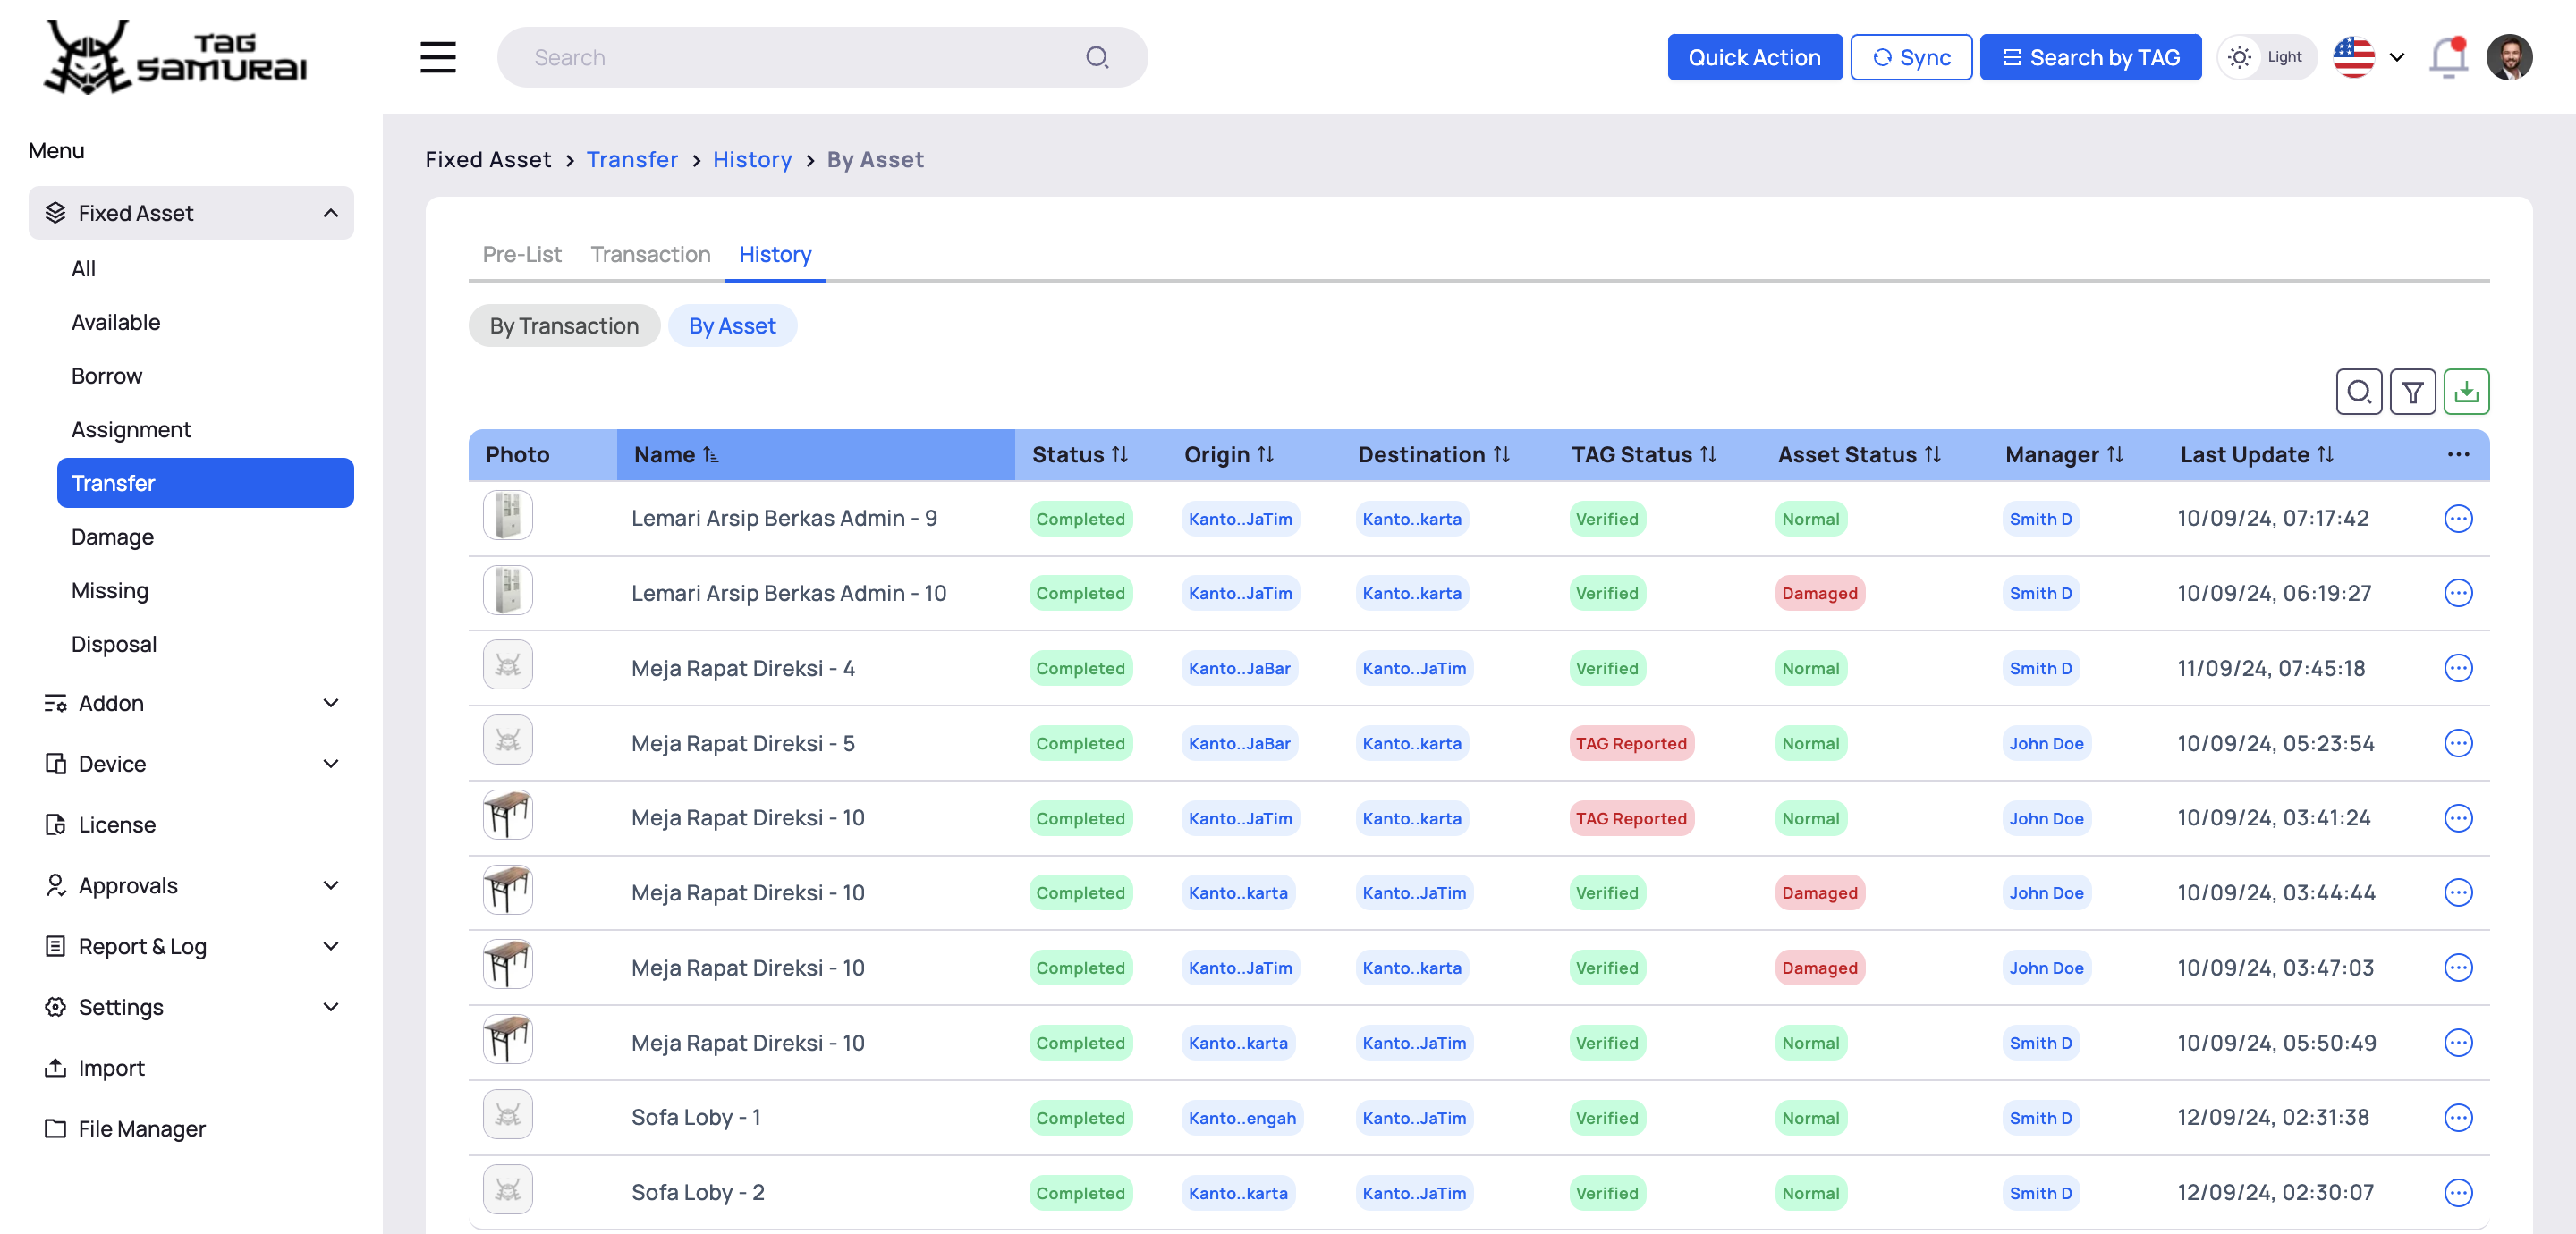 TAG
SAMURAI
Search
Quick Action
Sync
Search by TAG
Light
Menu
Fixed Asset
All
Available
Borrow
Assignment
Transfer
Damage
Missing
Disposal
Addon
Device
License
Approvals
Report & Log
Settings
Import
File Manager
Fixed Asset > Transfer > History > By Asset
Pre-List Transaction History
By Transaction By Asset
Photo Name Status Origin Destination TAG Status Asset Status Manager Last Update
Lemari Arsip Berkas Admin - 9 Completed Kanto..JaTim Kanto..karta Verified Normal Smith D 10/09/24, 07:17:42
Lemari Arsip Berkas Admin - 10 Completed Kanto..JaTim Kanto..karta Verified Damaged Smith D 10/09/24, 06:19:27
Meja Rapat Direksi - 4 Completed Kanto..JaBar Kanto..JaTim Verified Normal Smith D 11/09/24, 07:45:18
Meja Rapat Direksi - 5 Completed Kanto..JaBar Kanto..karta TAG Reported Normal John Doe 10/09/24, 05:23:54
Meja Rapat Direksi - 10 Completed Kanto..JaTim Kanto..karta TAG Reported Normal John Doe 10/09/24, 03:41:24
Meja Rapat Direksi - 10 Completed Kanto..karta Kanto..JaTim Verified Damaged John Doe 10/09/24, 03:44:44
Meja Rapat Direksi - 10 Completed Kanto..JaTim Kanto..karta Verified Damaged John Doe 10/09/24, 03:47:03
Meja Rapat Direksi - 10 Completed Kanto..karta Kanto..JaTim Verified Normal Smith D 10/09/24, 05:50:49
Sofa Loby - 1 Completed Kanto..engah Kanto..JaTim Verified Normal Smith D 12/09/24, 02:31:38
Sofa Loby - 2 Completed Kanto..karta Kanto..JaTim Verified Normal Smith D 12/09/24, 02:30:07